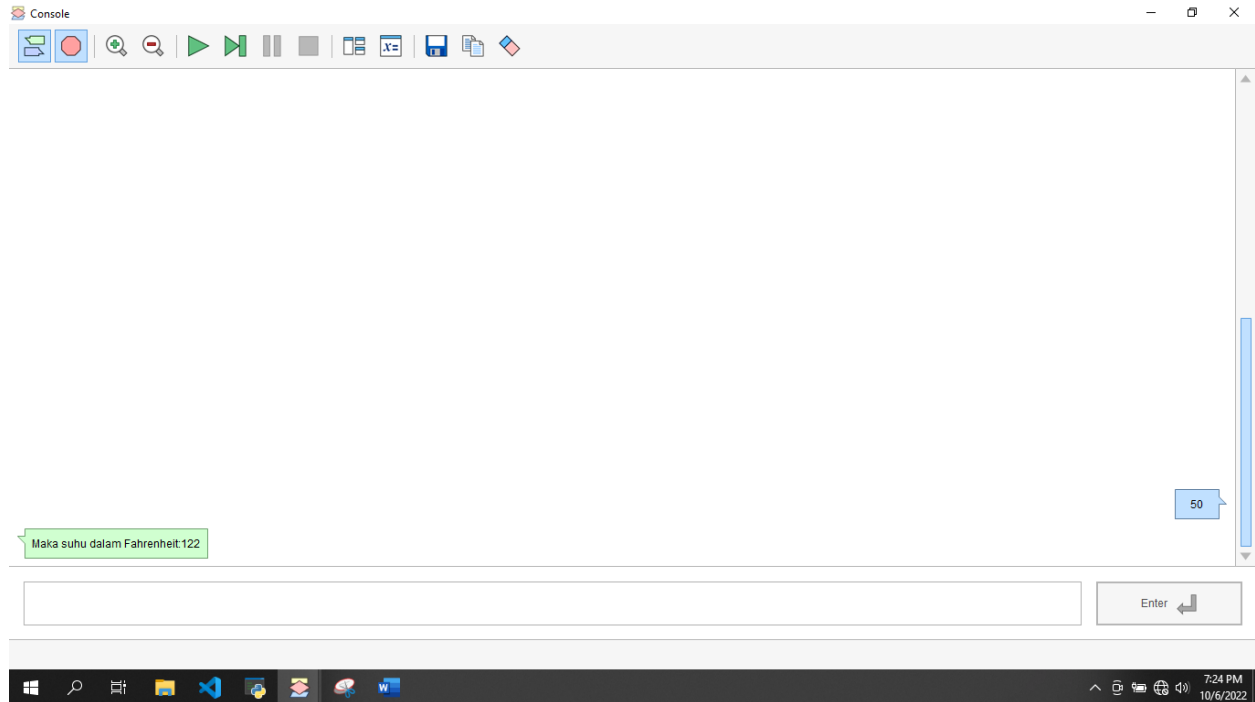 Console
x=
50
Maka suhu dalam Fahrenheit:122
Enter
W
7:24 PM
10/6/2022